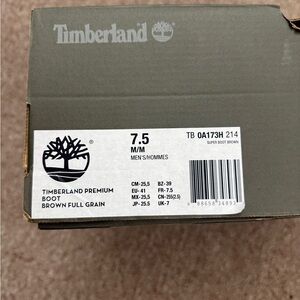 Timberland
7.5
M/M
MEN'S/HOMMES
TB 0A173H 214
SUPER BOOT BROWN
TIMBERLAND PREMIUM
BOOT
BROWN FULL GRAIN
CM-25,5 BZ-39
EU- 41 FR-7.5
MX-25,5 CN-255(2.5)
JP-25.5 UK-7